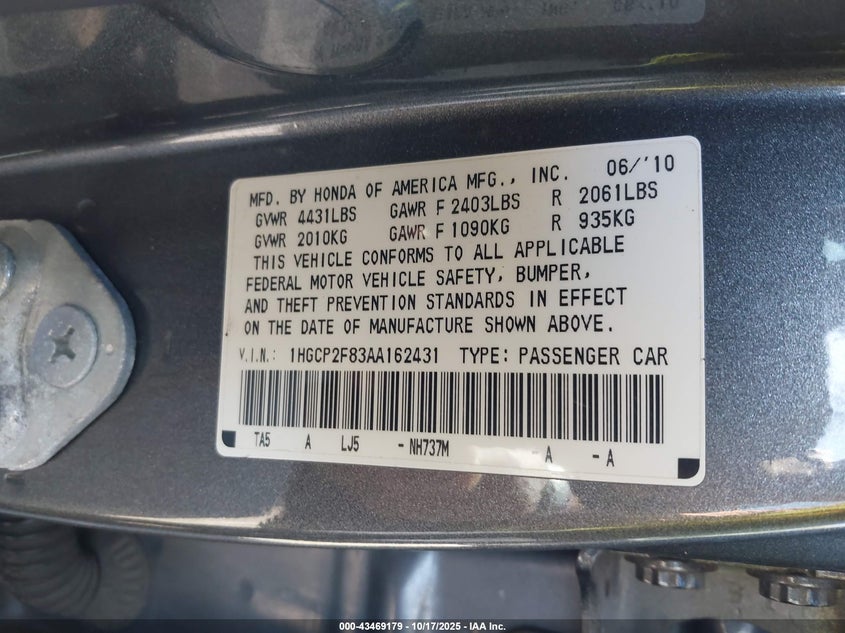 MFD. BY HONDA OF AMERICA MFG., INC. 06/'10
GVWR 4431LBS GAWR F 2403LBS R 2061LBS
GVWR 2010KG GAWR F 1090KG R 935KG
THIS VEHICLE CONFORMS TO ALL APPLICABLE
FEDERAL MOTOR VEHICLE SAFETY, BUMPER,
AND THEFT PREVENTION STANDARDS IN EFFECT
ON THE DATE OF MANUFACTURE SHOWN ABOVE.
V.I.N.: 1HGCP2F83AA162431 TYPE: PASSENGER CAR
TA5 A LJ5 - NH737M - A - A
000-43469179 | 10/17/2025 - IAA Inc.